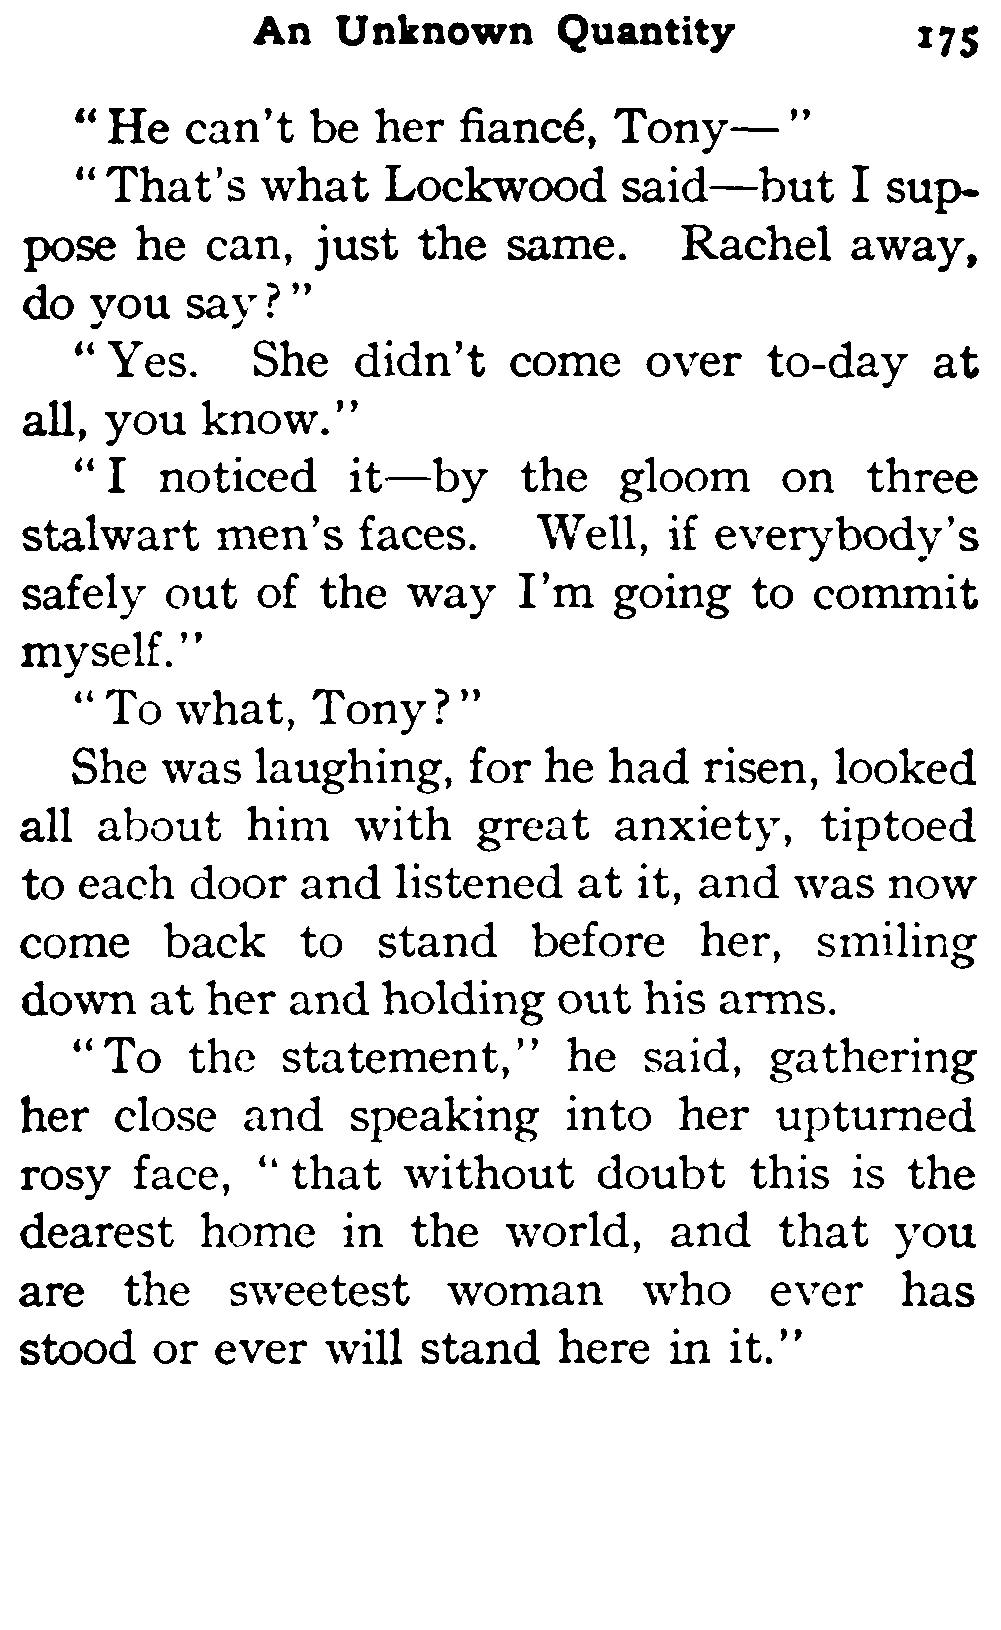 An Unknown Quantity 175
"He can't be her fiancé, Tony—"
"That's what Lockwood said—but I sup-
pose he can, just the same. Rachel away,
do you say?"
"Yes. She didn't come over to-day at
all, you know."
"I noticed it—by the gloom on three
stalwart men's faces. Well, if everybody's
safely out of the way I'm going to commit
myself."
"To what, Tony?"
She was laughing, for he had risen, looked
all about him with great anxiety, tiptoed
to each door and listened at it, and was now
come back to stand before her, smiling
down at her and holding out his arms.
"To the statement," he said, gathering
her close and speaking into her upturned
rosy face, "that without doubt this is the
dearest home in the world, and that you
are the sweetest woman who ever has
stood or ever will stand here in it."